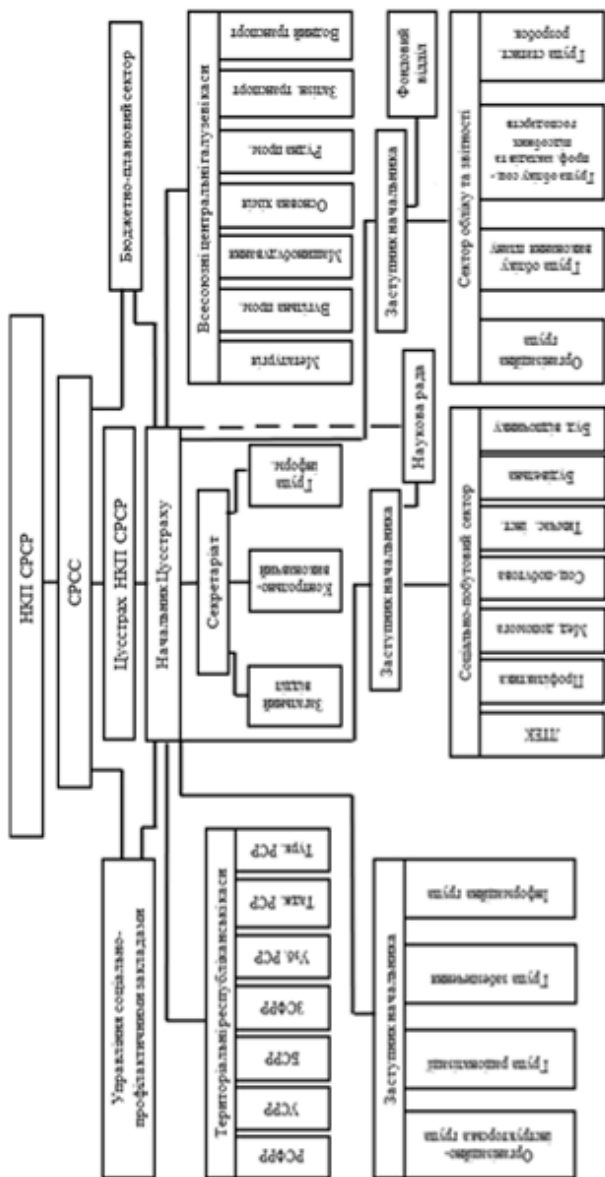 НКП СРСР
СРСС
Цусстрах НКП СРСР
Начальник Цусстраху
Управління соціально-
профілактичними закладами
Бюджетно-плановий сектор
Територіальні республіканські каси
РСФРР
УСРР
БСРР
ЗСФРР
Узб. РСР
Тадж. РСР
Турк. РСР
Секретаріат
Загальний
відділ
Контрольно-
виконавчий
Група
інформ.
Всесоюзні центральні галузеві каси
Металургія
Вугільна пром.
Машинобудування
Основна хімія
Рудна пром.
Заліз. транспорт
Водний транспорт
Заступник начальника
Організаційно-
інструкторська група
Група раціоналізації
Група забезпечення
Інформаційна група
Заступник начальника
Наукова рада
Соціально-побутовий сектор
ЛТЕК
Профілактика
Мед. допомога
Соц.-побутова
Тимчас. інст.
Будівельна
Буд. відпочинку
Заступник начальника
Фондовий
відділ
Сектор обліку та звітності
Організаційна
група
Група обліку
виконання плану
Група обліку соц.-
проф. закладів та
підсобних
господарств
Група статист.
розробок